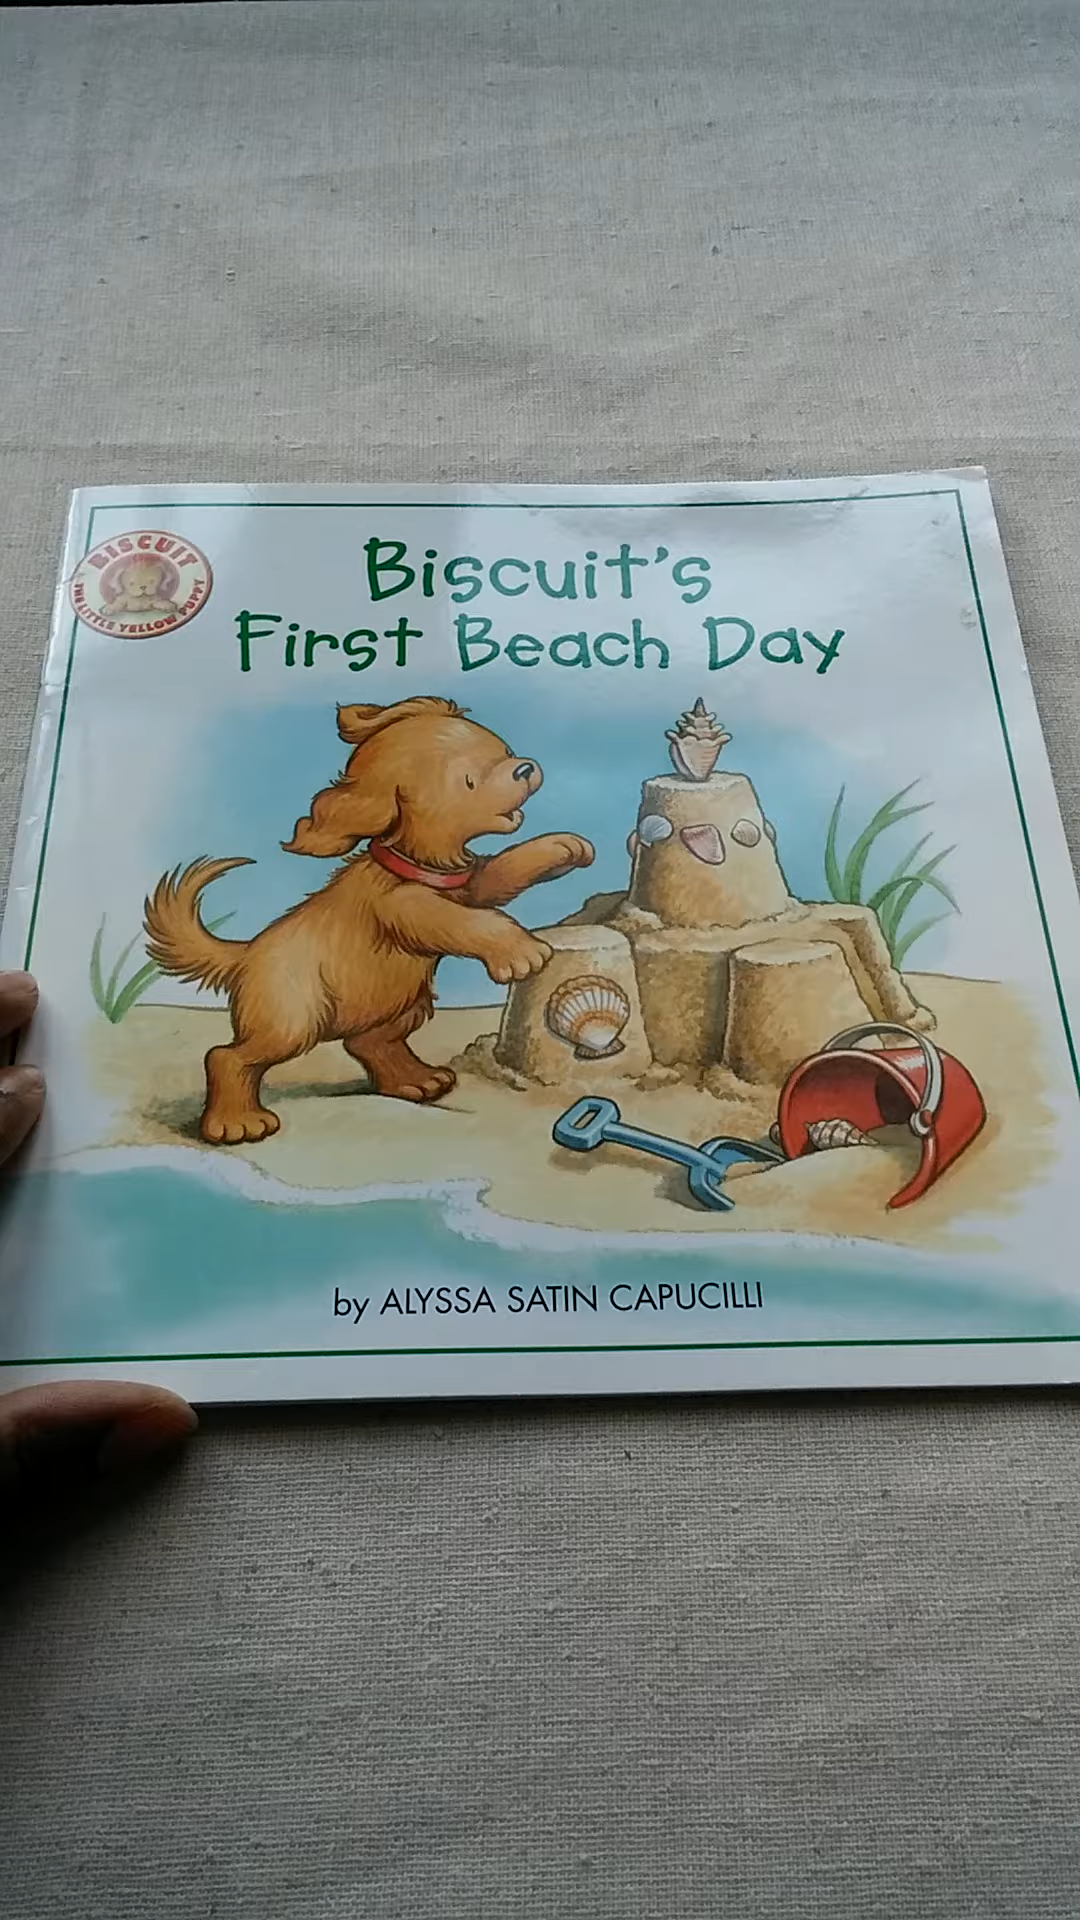 BISCUIT
THE LITTLE YELLOW PUPPY
Biscuit's
First Beach Day
by ALYSSA SATIN CAPUCILLI